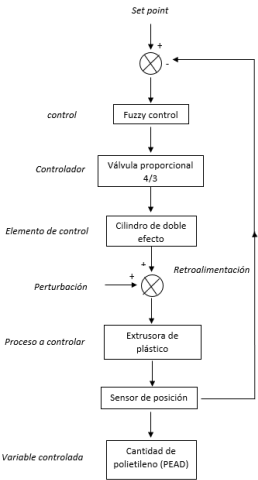 Set point
+
-
control
Fuzzy control
Controlador
Válvula proporcional
4/3
Elemento de control
Cilindro de doble
efecto
+
Retroalimentación
+
Perturbación
Proceso a controlar
Extrusora de
plástico
Sensor de posición
Variable controlada
Cantidad de
polietileno (PEAD)